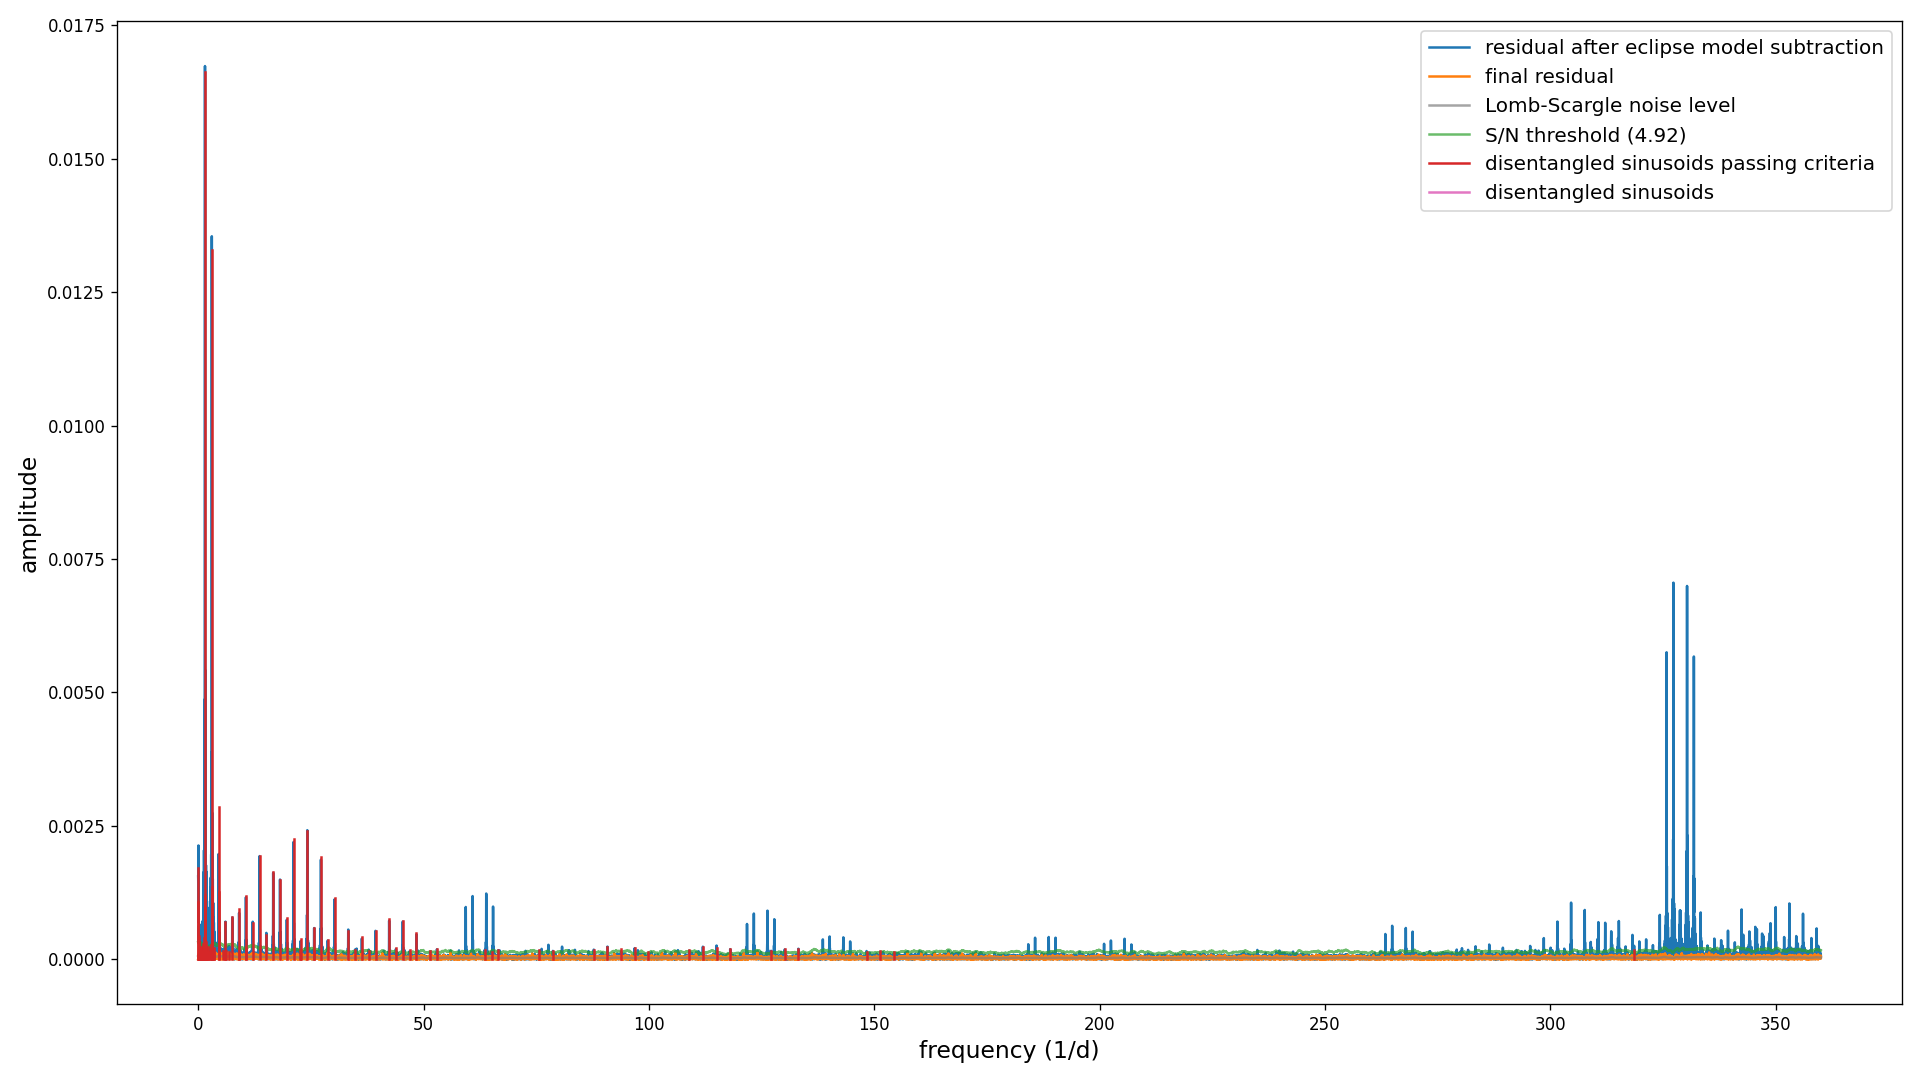 0.0175
0.0150
0.0125
0.0100
0.0075
0.0050
0.0025
0.0000
amplitude
residual after eclipse model subtraction
final residual
Lomb-Scargle noise level
S/N threshold (4.92)
disentangled sinusoids passing criteria
disentangled sinusoids
0 50 100 150 200 250 300 350
frequency (1/d)